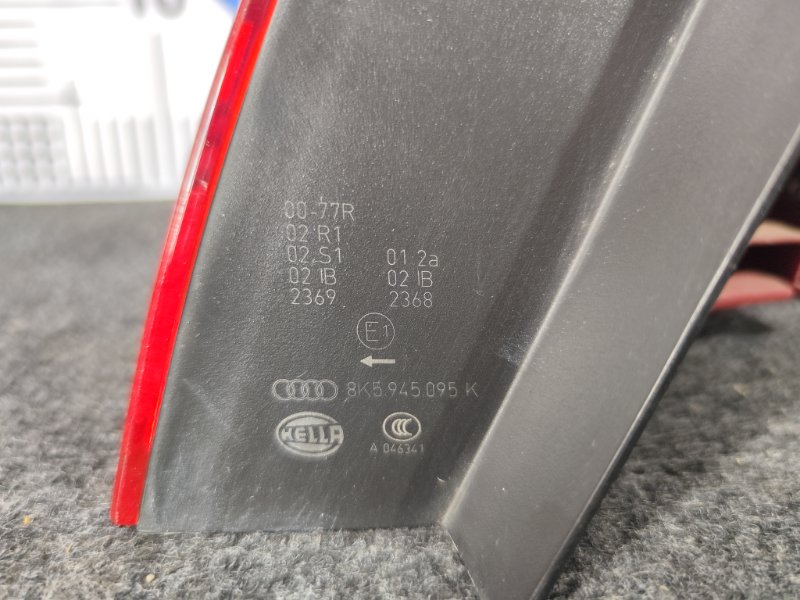 00-77R
02 R1
02 S1 01 2a
02 IB 02 IB
2369 2368
E1
8K5 945 095 K
HELLA
CCC
A 046341